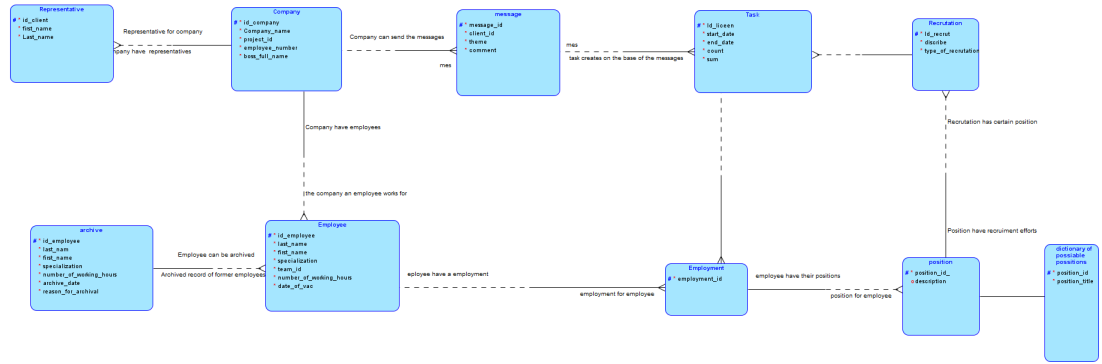 Representative
# * id_client
* first_name
* Last_name
Representative for company
mpany have representatives
Company
# * id_company
* Company_name
* project_id
* employee_number
* boss_full_name
Company can send the messages
mes
message
# * message_id
* client_id
* theme
* comment
mes
task creates on the base of the messages
Task
* Id_liceen
* start_date
* end_date
* count
* sum
Recrutation
# * Id_recrut
* discribe
* type_of_recrutation
Company have employees
the company an employee works for
Recrutation has certain position
Position have recruiment efforts
archive
# * id_employee
* last_nam
* first_name
* specialization
* number_of_working_hours
* archive_date
* reason_for_archival
Employee can be archived
Archived record of former employees
Employee
# * id_employee
* last_name
* first_name
* specialization
* team_id
* number_of_working_hours
* date_of_vac
eployee have a employment
employment for employee
Employment
# * employment_id
employee have their positions
position for employee
position
# * position_id_
o description
dictionary of
possiable
possitions
* position_id
* position_title